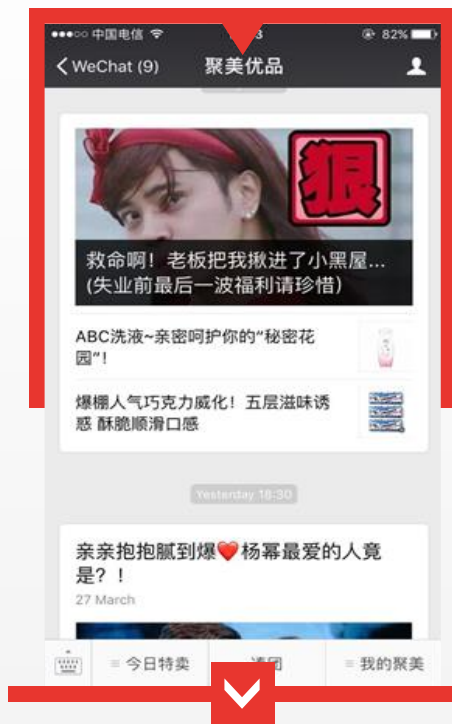 中国电信
3
82%
WeChat (9)
聚美优品
狠
救命啊！老板把我揪进了小黑屋...
(失业前最后一波福利请珍惜)
ABC洗液~亲密呵护你的“秘密花
园”!
爆棚人气巧克力威化！五层滋味诱
惑 酥脆顺滑口感
Yesterday 18:30
亲亲抱抱腻到爆❤️杨幂最爱的人竟
是？！
27 March
今日特卖
我的聚美